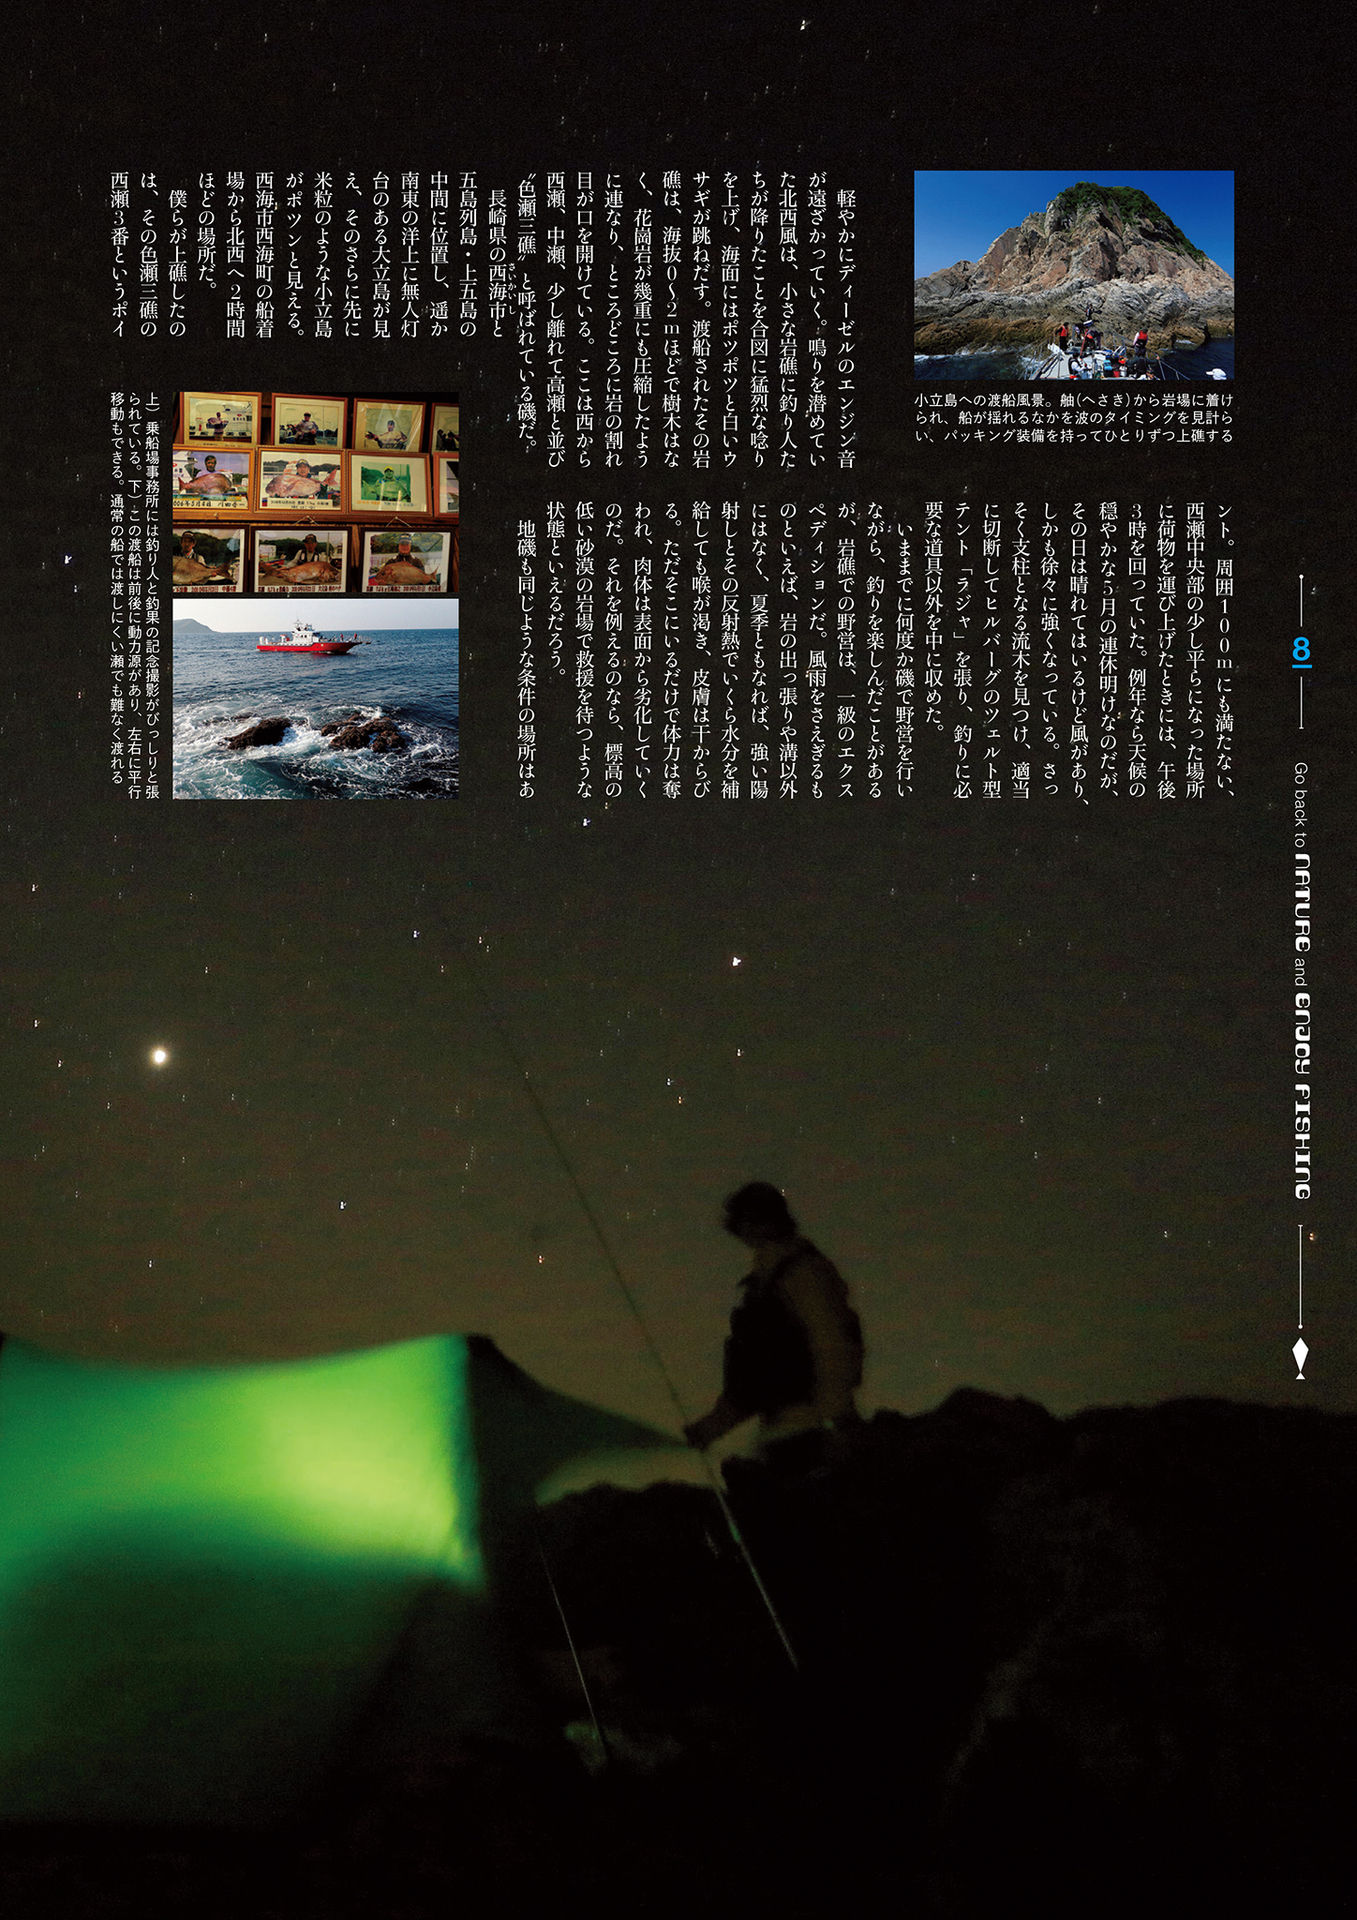 軽やかにディーゼルのエンジン音
が遠ざかっていく。鳴りを潜めてい
た北西風は、小さな岩礁に釣り人た
ちが降りたことを合図に猛烈な唸り
を上げ、海面にはポツポツと白いウ
サギが跳ねだす。渡船されたその岩
礁は、海抜0〜2mほどで樹木はな
く、花崗岩が幾重にも圧縮したよう
に連なり、ところどころに岩の割れ
目が口を開けている。ここは西から
西瀬、中瀬、少し離れて高瀬と並び
〝色瀬三礁〟と呼ばれている磯だ。
長崎県の西海市と
さいかいし
五島列島・上五島の
中間に位置し、遥か
南東の洋上に無人灯
台のある大立島が見
え、そのさらに先に
米粒のような小立島
がポツンと見える。
西海市西海町の船着
場から北西へ2時間
ほどの場所だ。
僕らが上礁したの
は、その色瀬三礁の
西瀬3番というポイ
ント。周囲100mにも満たない、
西瀬中央部の少し平らになった場所
に荷物を運び上げたときには、午後
3時を回っていた。例年なら天候の
穏やかな5月の連休明けなのだが、
その日は晴れてはいるけど風があり、
しかも徐々に強くなっている。さっ
そく支柱となる流木を見つけ、適当
に切断してヒルバーグのツェルト型
テント「ラジャ」を張り、釣りに必
要な道具以外を中に収めた。
いままでに何度か磯で野営を行い
ながら、釣りを楽しんだことがある
が、岩礁での野営は、一級のエクス
ペディションだ。風雨をさえぎるも
のといえば、岩の出っ張りや溝以外
にはなく、夏季ともなれば、強い陽
射しとその反射熱でいくら水分を補
給しても喉が渇き、皮膚は干からび
る。ただそこにいるだけで体力は奪
われ、肉体は表面から劣化していく
のだ。それを例えるのなら、標高の
低い砂漠の岩場で救援を待つような
状態といえるだろう。
地磯も同じような条件の場所はあ
小立島への渡船風景。舳(へさき)から岩場に着け
られ、船が揺れるなかを波のタイミングを見計ら
い、パッキング装備を持ってひとりずつ上礁する
上)乗船場事務所には釣り人と釣果の記念撮影がびっしりと張
られている。下)この渡船は前後に動力源があり、左右に平行
移動もできる。通常の船では渡しにくい瀬でも難なく渡れる
8
Go back to NATURE and ENJOY FISHING